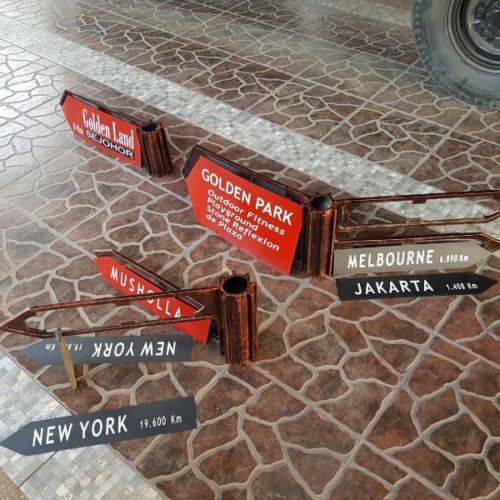 Golden Land
SEJOHOR
GOLDEN PARK
Outdoor Fitness
Playground
Stone Reflexion
de Plaza
MELBOURNE 6.890 Km
JAKARTA 1.408 Km
MUSHOLLA
NEW YORK
NEW YORK 19.600 Km